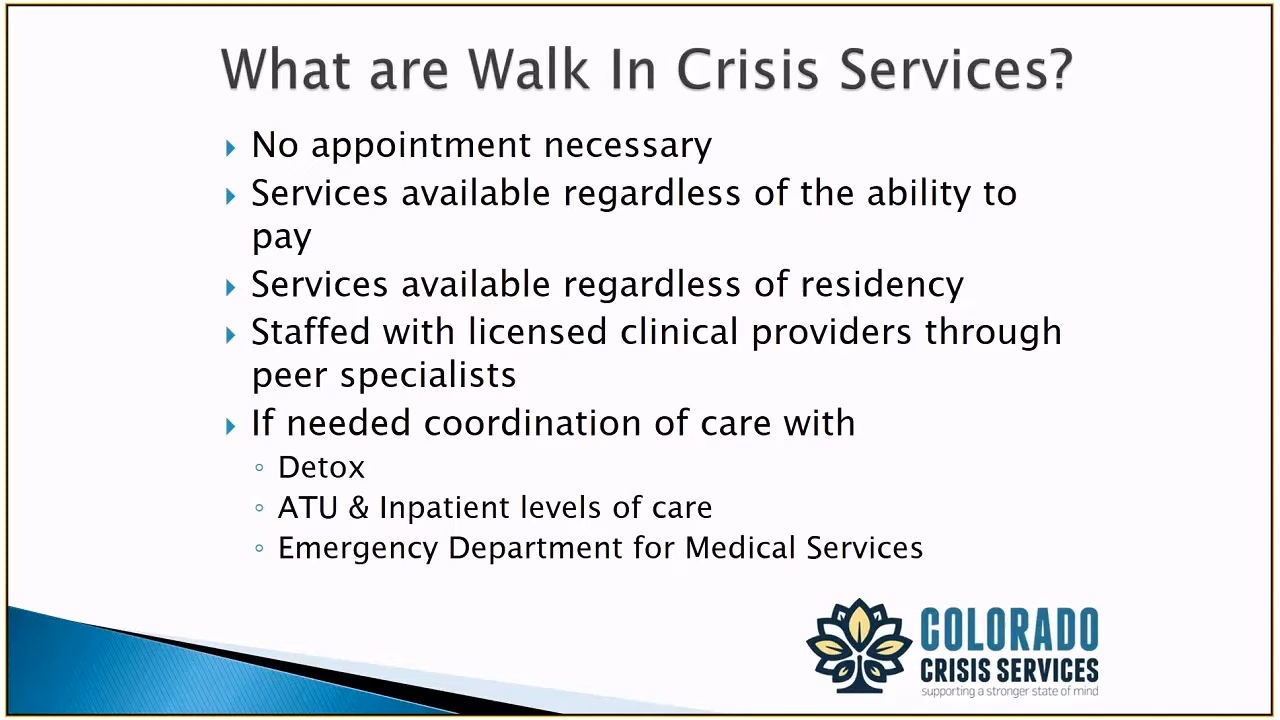 What are Walk In Crisis Services?
No appointment necessary
Services available regardless of the ability to
pay
Services available regardless of residency
Staffed with licensed clinical providers through
peer specialists
If needed coordination of care with
Detox
ATU & Inpatient levels of care
Emergency Department for Medical Services
COLORADO
CRISIS SERVICES
supporting a stronger state of mind